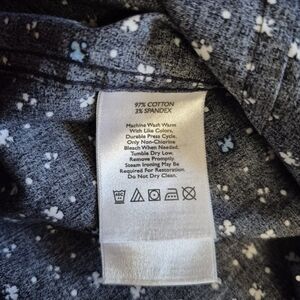 97% COTTON
3% SPANDEX
Machine Wash Warm
With Like Colors,
Durable Press Cycle.
Only Non-Chlorine
Bleach When Needed.
Tumble Dry Low.
Remove Promptly.
Steam Ironing May Be
Required For Restoration.
Do Not Dry Clean.